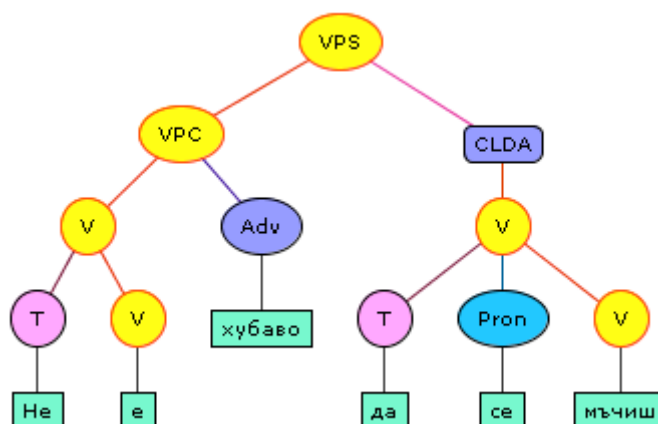 VPS
VPC CLDA
V Adv V
T V хубаво T Pron V
Не е да се мъчиш